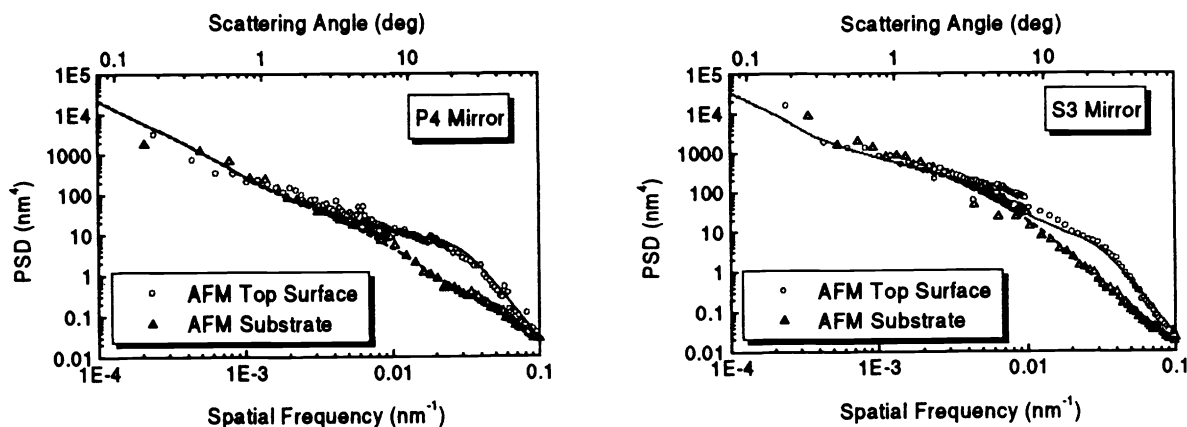 Scattering Angle (deg)
0.1 1 10
1E5
1E4
1000
100
10
1
0.1
0.01
PSD (nm⁴)
P4 Mirror
AFM Top Surface
AFM Substrate
1E-4 1E-3 0.01 0.1
Spatial Frequency (nm⁻¹)
Scattering Angle (deg)
0.1 1 10
1E5
1E4
1000
100
10
1
0.1
0.01
PSD (nm⁴)
S3 Mirror
AFM Top Surface
AFM Substrate
1E-4 1E-3 0.01 0.1
Spatial Frequency (nm⁻¹)